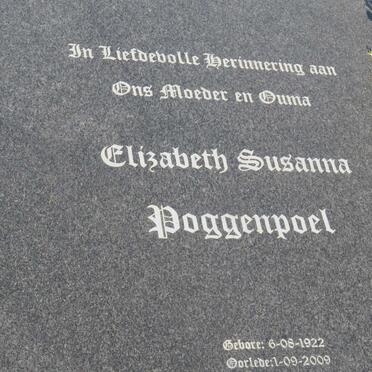 In Liefdevolle Herinnering aan
Ons Moeder en Ouma
Elizabeth Susanna
Poggenpoel
Gebore: 6-08-1922
Oorlede:1-09-2009